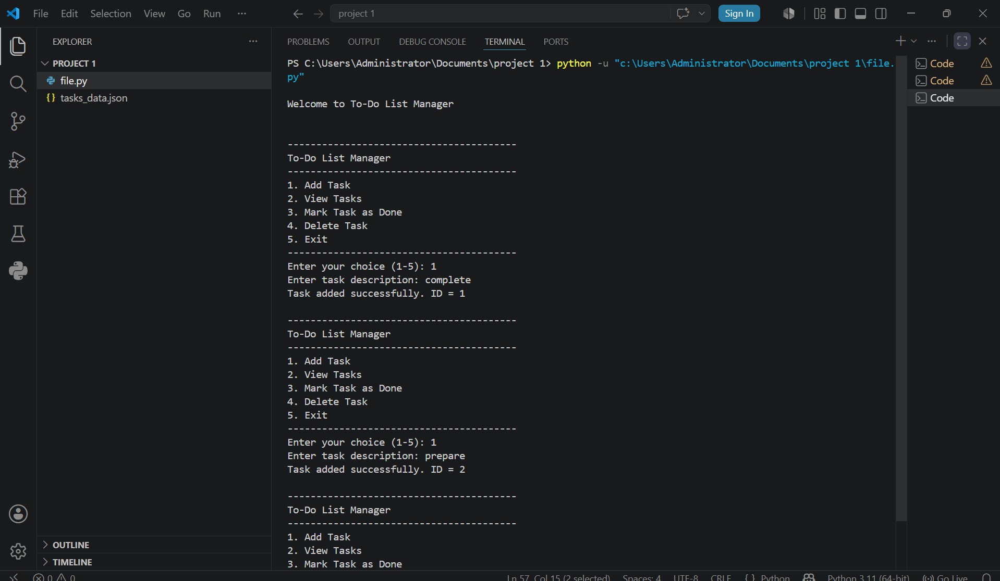 File Edit Selection View Go Run ···
project 1
Sign In
EXPLORER ···
PROJECT 1
file.py
{} tasks_data.json
OUTLINE
TIMELINE
PROBLEMS OUTPUT DEBUG CONSOLE TERMINAL PORTS
PS C:\Users\Administrator\Documents\project 1> python -u "c:\Users\Administrator\Documents\project 1\file.
py"
Welcome to To-Do List Manager
----------------------------------------
To-Do List Manager
----------------------------------------
1. Add Task
2. View Tasks
3. Mark Task as Done
4. Delete Task
5. Exit
----------------------------------------
Enter your choice (1-5): 1
Enter task description: complete
Task added successfully. ID = 1
----------------------------------------
To-Do List Manager
----------------------------------------
1. Add Task
2. View Tasks
3. Mark Task as Done
4. Delete Task
5. Exit
----------------------------------------
Enter your choice (1-5): 1
Enter task description: prepare
Task added successfully. ID = 2
----------------------------------------
To-Do List Manager
----------------------------------------
1. Add Task
2. View Tasks
3. Mark Task as Done
Code
Code
Code
0 0 Ln 57, Col 15 (2 selected) Spaces: 4 UTF-8 CRLF {} Python Python 3.11 (64-bit) Go Live